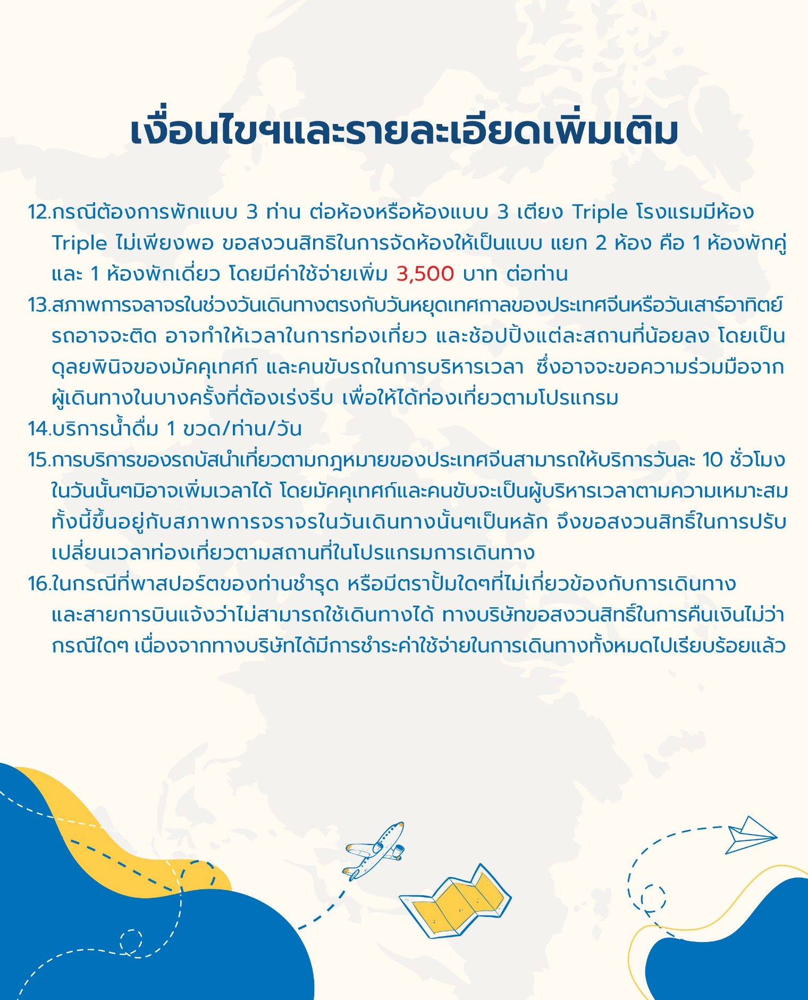 เงื่อนไขฯและรายละเอียดเพิ่มเติม
12.กรณีต้องการพักแบบ 3 ท่าน ต่อห้องหรือห้องแบบ 3 เตียง Triple โรงแรมมีห้อง
Triple ไม่เพียงพอ ขอสงวนสิทธิในการจัดห้องให้เป็นแบบ แยก 2 ห้อง คือ 1 ห้องพักคู่
และ 1 ห้องพักเดี่ยว โดยมีค่าใช้จ่ายเพิ่ม 3,500 บาท ต่อท่าน
13.สภาพการจลาจรในช่วงวันเดินทางตรงกับวันหยุดเทศกาลของประเทศจีนหรือวันเสาร์อาทิตย์
รถอาจจะติด อาจทำให้เวลาในการท่องเที่ยว และช้อปปิ้งแต่ละสถานที่น้อยลง โดยเป็น
ดุลยพินิจของมัคคุเทศก์ และคนขับรถในการบริหารเวลา ซึ่งอาจจะขอความร่วมมือจาก
ผู้เดินทางในบางครั้งที่ต้องเร่งรีบ เพื่อให้ได้ท่องเที่ยวตามโปรแกรม
14.บริการน้ำดื่ม 1 ขวด/ท่าน/วัน
15.การบริการของรถบัสนำเที่ยวตามกฎหมายของประเทศจีนสามารถให้บริการวันละ 10 ชั่วโมง
ในวันนั้นๆมิอาจเพิ่มเวลาได้ โดยมัคคุเทศก์และคนขับจะเป็นผู้บริหารเวลาตามความเหมาะสม
ทั้งนี้ขึ้นอยู่กับสภาพการจราจรในวันเดินทางนั้นๆเป็นหลัก จึงขอสงวนสิทธิ์ในการปรับ
เปลี่ยนเวลาท่องเที่ยวตามสถานที่ในโปรแกรมการเดินทาง
16.ในกรณีที่พาสปอร์ตของท่านชำรุด หรือมีตราปั้มใดๆที่ไม่เกี่ยวข้องกับการเดินทาง
และสายการบินแจ้งว่าไม่สามารถใช้เดินทางได้ ทางบริษัทขอสงวนสิทธิ์ในการคืนเงินไม่ว่า
กรณีใดๆ เนื่องจากทางบริษัทได้มีการชำระค่าใช้จ่ายในการเดินทางทั้งหมดไปเรียบร้อยแล้ว